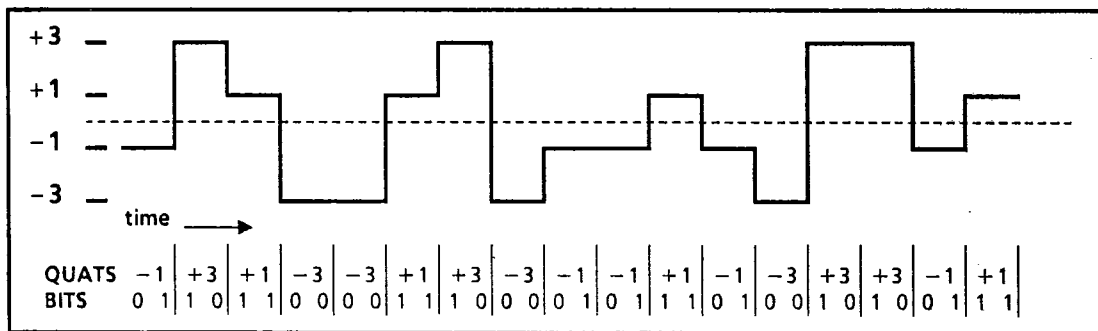 +3
+1
−1
−3
time
QUATS −1 +3 +1 −3 −3 +1 +3 −3 −1 −1 +1 −1 −3 +3 +3 −1 +1
BITS 0 1 1 0 1 1 0 0 0 0 1 1 1 0 0 0 0 1 0 1 1 1 0 1 0 0 1 0 1 0 0 1 1 1